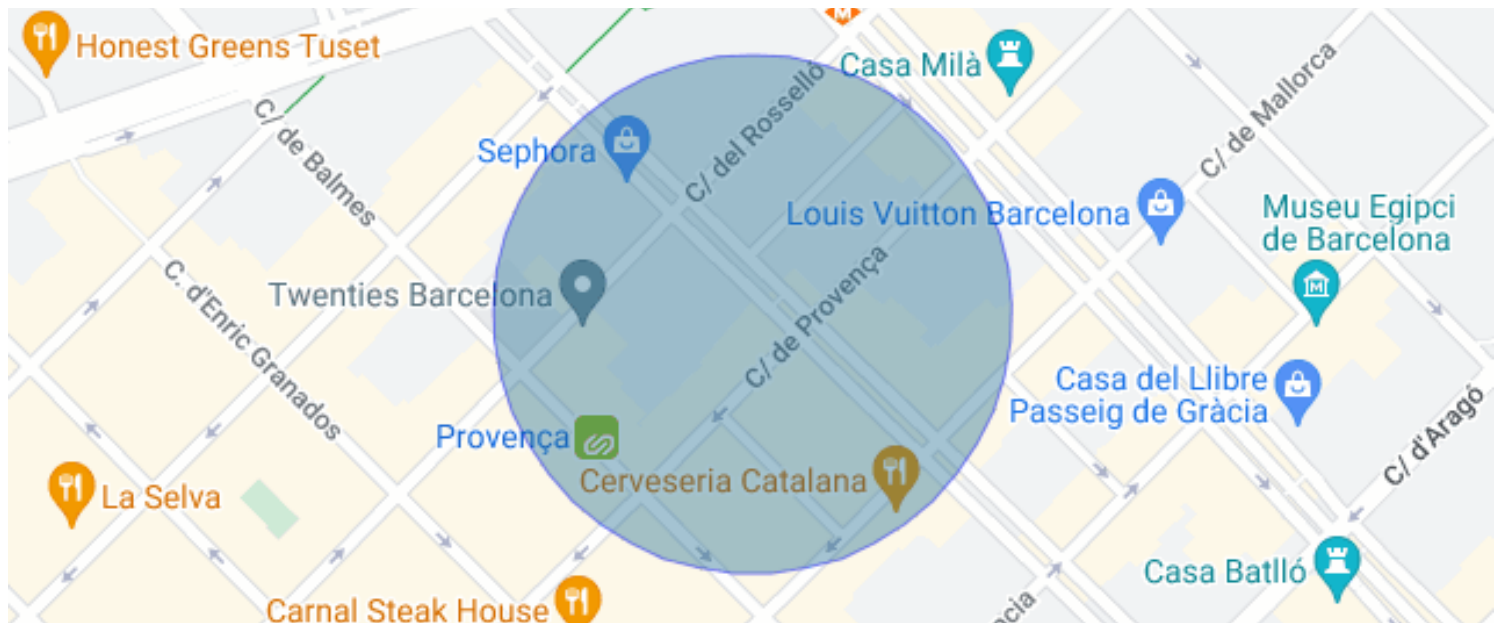 Honest Greens Tuset
Casa Milà
C/ de Balmes
Sephora
C/ del Rosselló
C/ de Mallorca
Louis Vuitton Barcelona
Museu Egipci
de Barcelona
C. d'Enric Granados
Twenties Barcelona
C/ de Provença
Casa del Llibre
Passeig de Gràcia
Provença
C/ d'Aragó
La Selva
Cerveseria Catalana
Casa Batlló
Carnal Steak House
cia